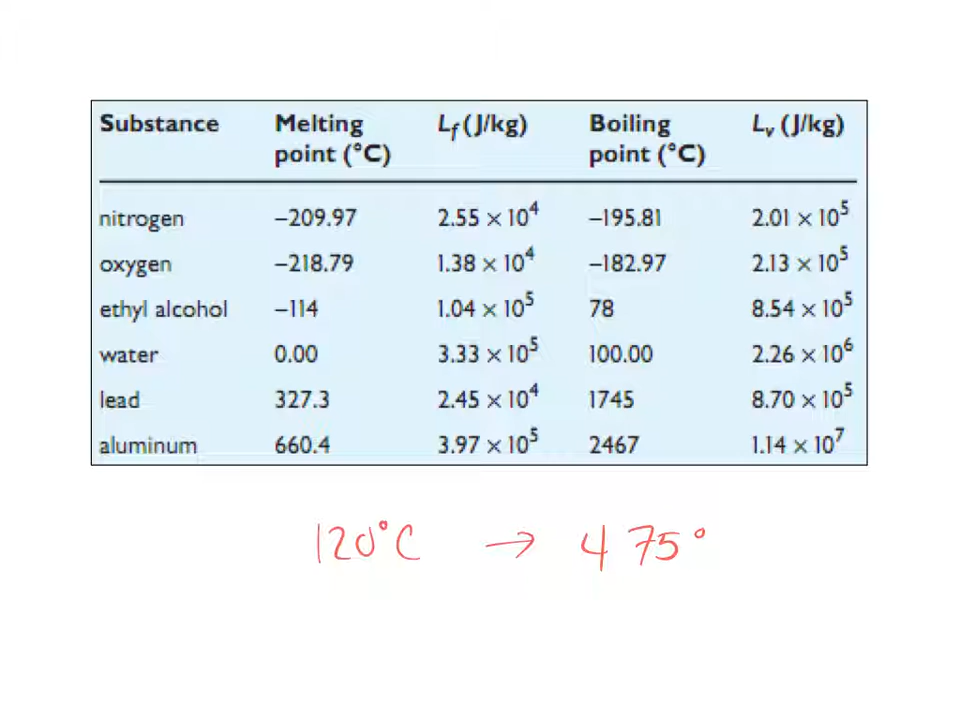 Substance Melting point (°C) Lf (J/kg) Boiling point (°C) Lv (J/kg)
nitrogen −209.97 2.55 × 10⁴ −195.81 2.01 × 10⁵
oxygen −218.79 1.38 × 10⁴ −182.97 2.13 × 10⁵
ethyl alcohol −114 1.04 × 10⁵ 78 8.54 × 10⁵
water 0.00 3.33 × 10⁵ 100.00 2.26 × 10⁶
lead 327.3 2.45 × 10⁴ 1745 8.70 × 10⁵
aluminum 660.4 3.97 × 10⁵ 2467 1.14 × 10⁷
120°C → 475°